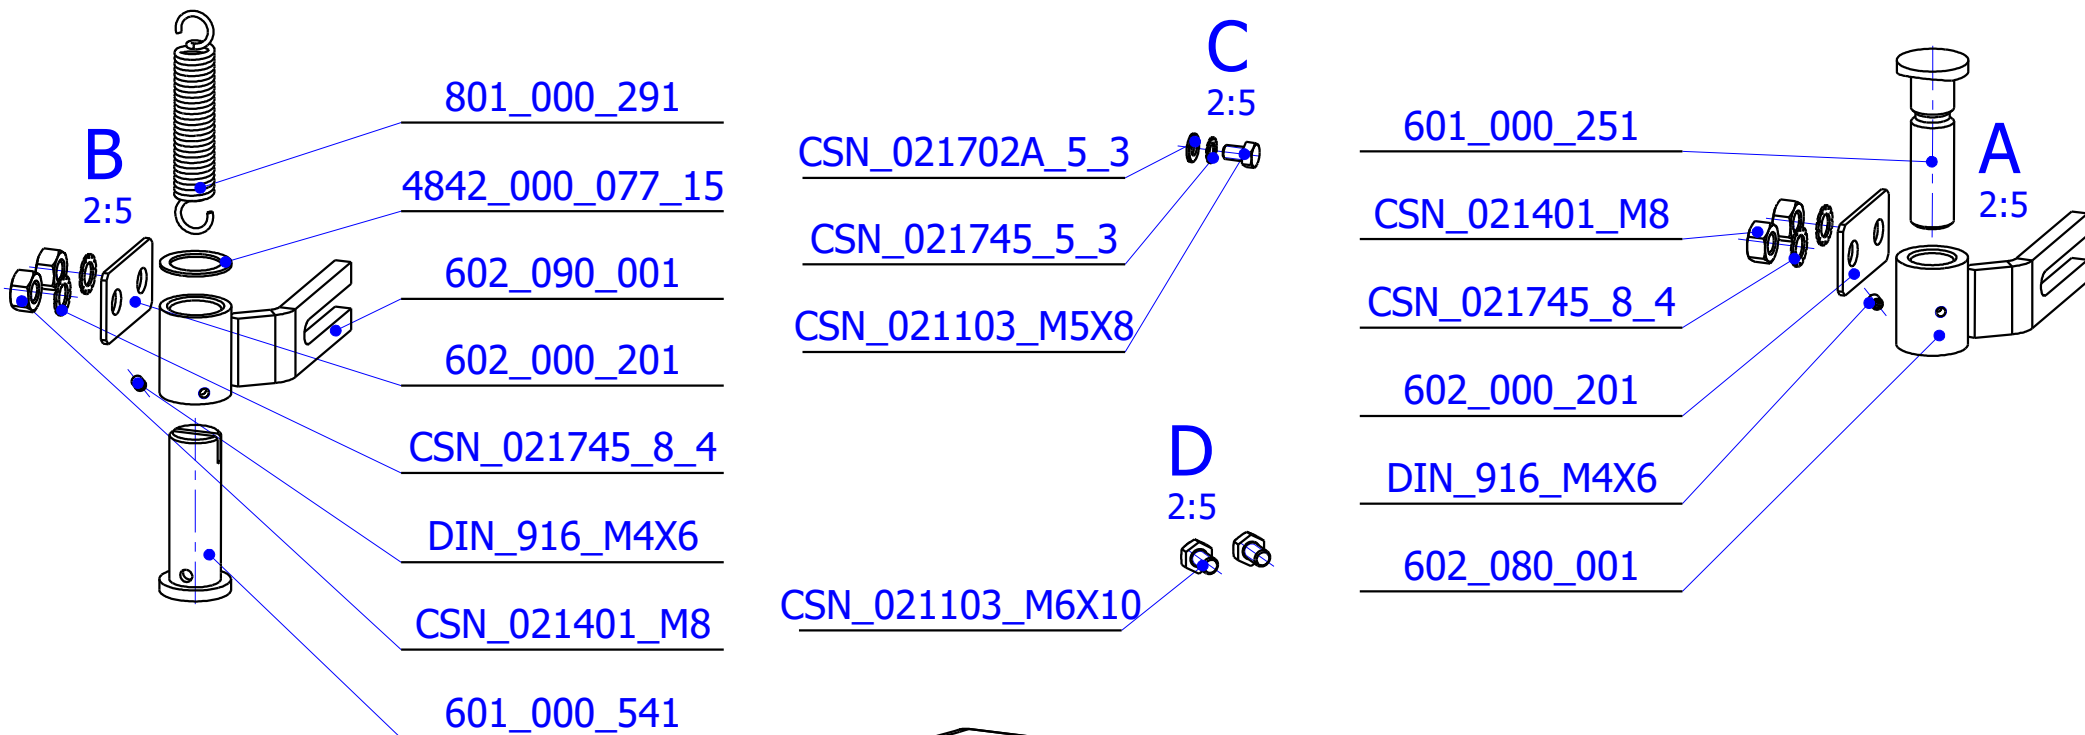 B
2:5
801_000_291
4842_000_077_15
602_090_001
602_000_201
CSN_021745_8_4
DIN_916_M4X6
CSN_021401_M8
601_000_541
C
2:5
CSN_021702A_5_3
CSN_021745_5_3
CSN_021103_M5X8
D
2:5
CSN_021103_M6X10
A
2:5
601_000_251
CSN_021401_M8
CSN_021745_8_4
602_000_201
DIN_916_M4X6
602_080_001